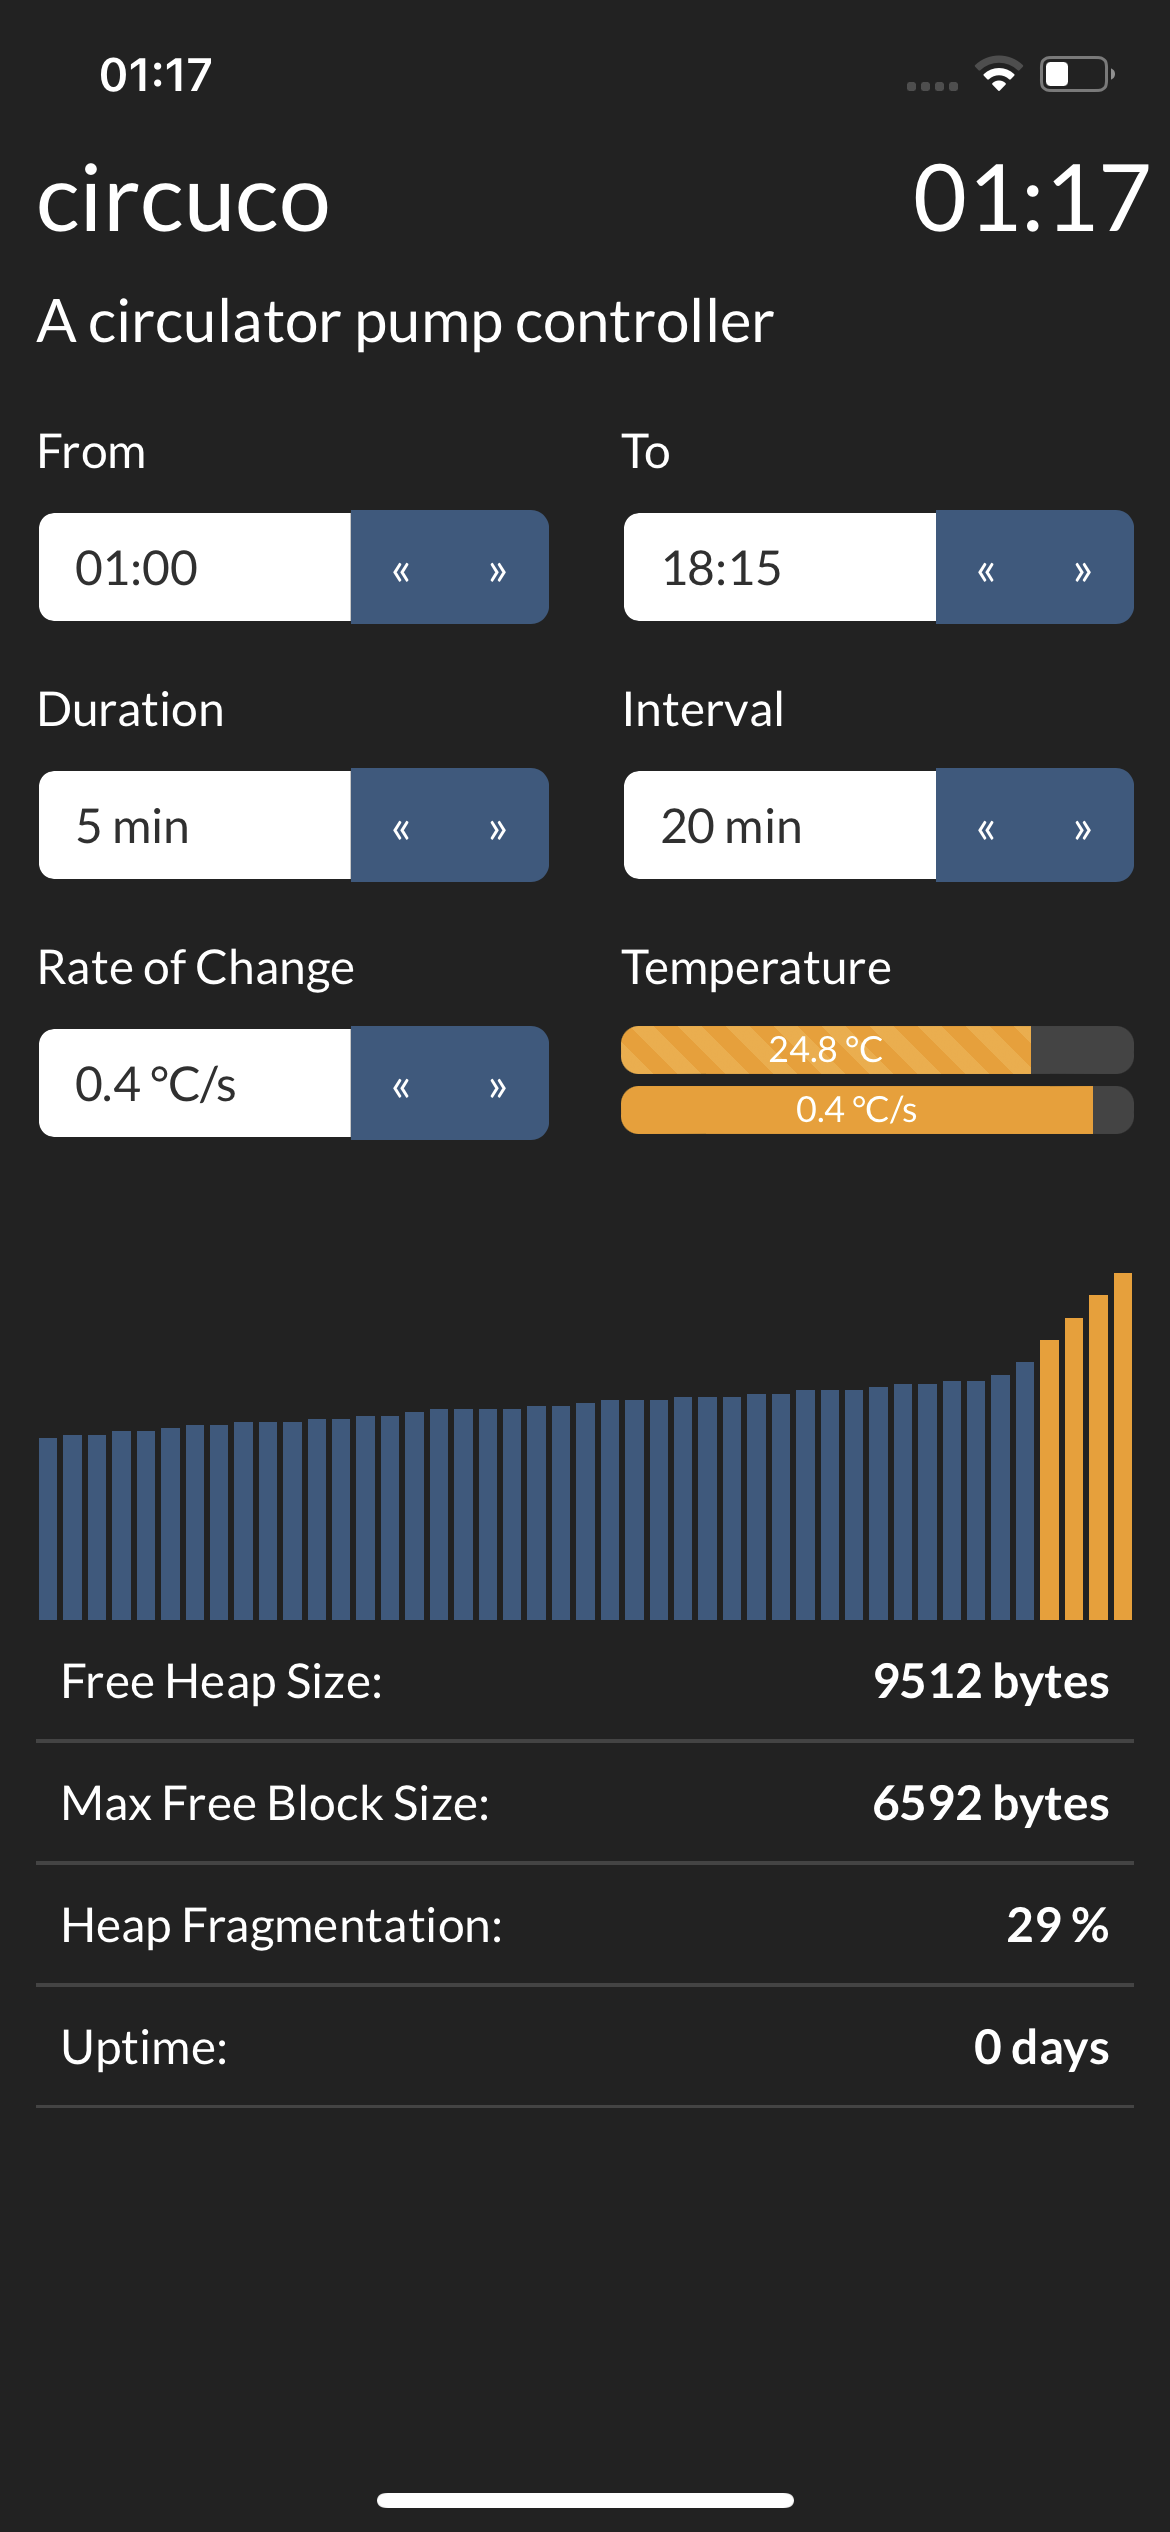 01:17
circuco 01:17
A circulator pump controller
From To
01:00 « » 18:15 « »
Duration Interval
5 min « » 20 min « »
Rate of Change Temperature
0.4 °C/s « » 24.8 °C
0.4 °C/s
Free Heap Size: 9512 bytes
Max Free Block Size: 6592 bytes
Heap Fragmentation: 29 %
Uptime: 0 days